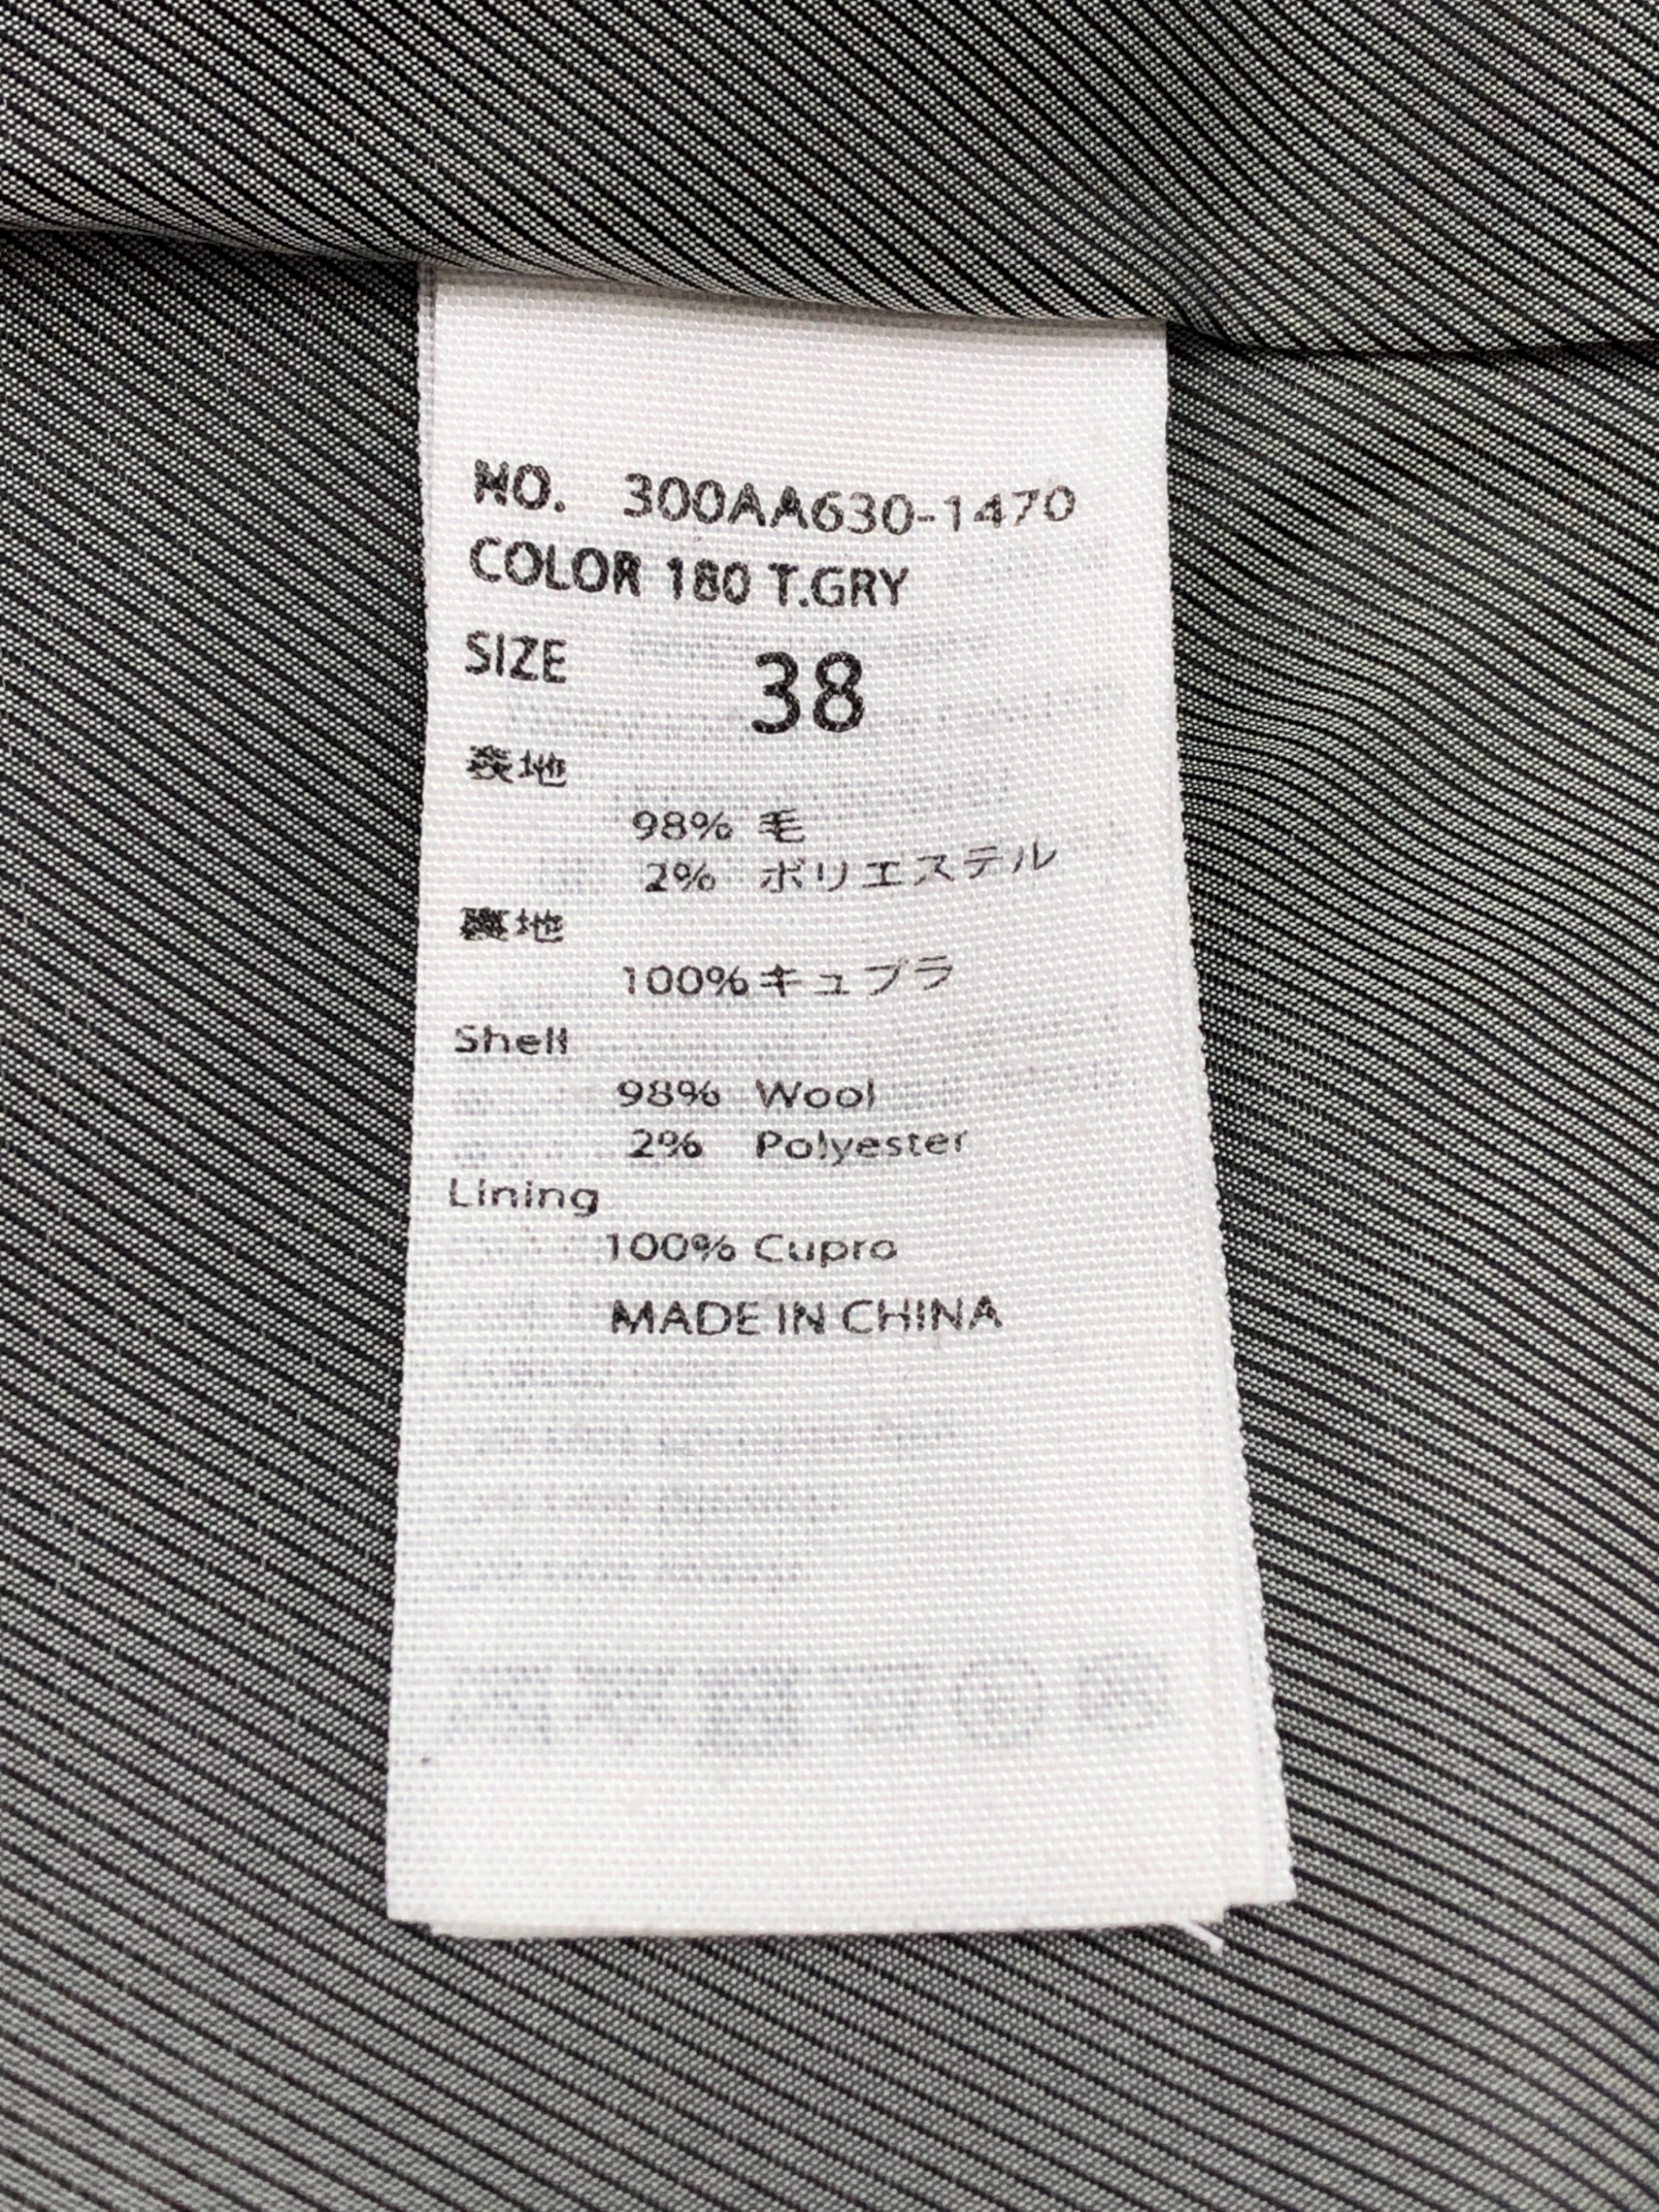 NO. 300AA630-1470
COLOR 180 T.GRY
SIZE 38
表地
98% 毛
2% ポリエステル
裏地
100%キュプラ
Shell
98% Wool
2% Polyester
Lining
100% Cupro
MADE IN CHINA